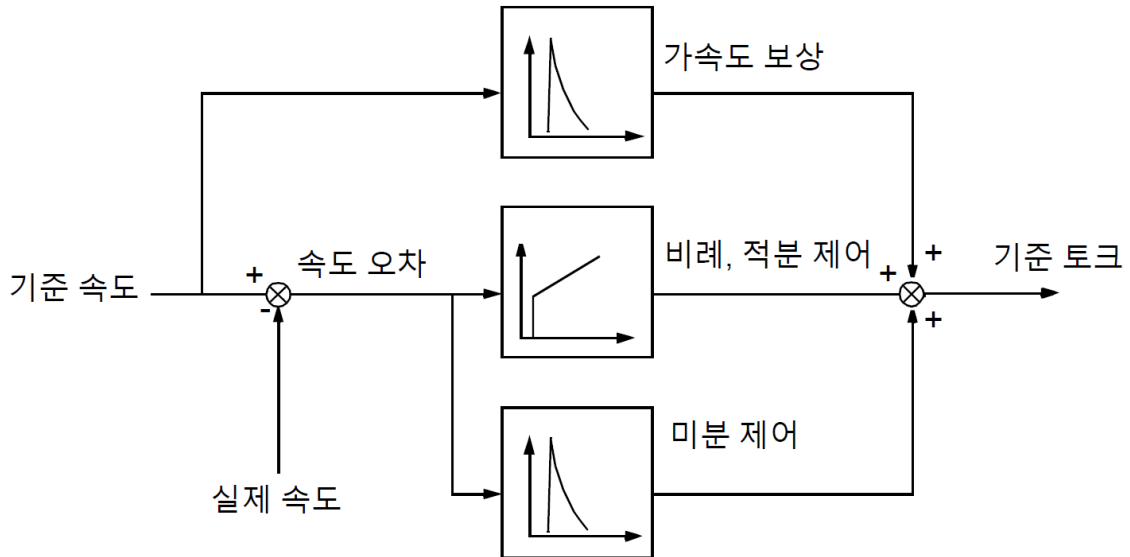 가속도 보상
비례, 적분 제어
+
+
기준 토크
+
속도 오차
기준 속도
-
+
미분 제어
실제 속도